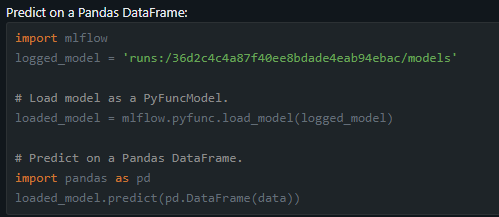 Predict on a Pandas DataFrame:
import mlflow
logged_model = 'runs:/36d2c4c4a87f40ee8bdade4eab94ebac/models'
# Load model as a PyFuncModel.
loaded_model = mlflow.pyfunc.load_model(logged_model)
# Predict on a Pandas DataFrame.
import pandas as pd
loaded_model.predict(pd.DataFrame(data))